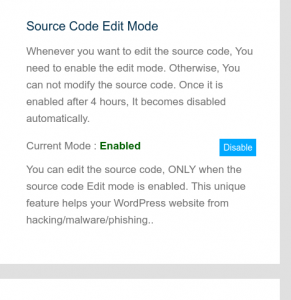 Source Code Edit Mode
Whenever you want to edit the source code, You
need to enable the edit mode. Otherwise, You
can not modify the source code. Once it is
enabled after 4 hours, It becomes disabled
automatically.
Current Mode : Enabled
Disable
You can edit the source code, ONLY when the
source code Edit mode is enabled. This unique
feature helps your WordPress website from
hacking/malware/phishing..